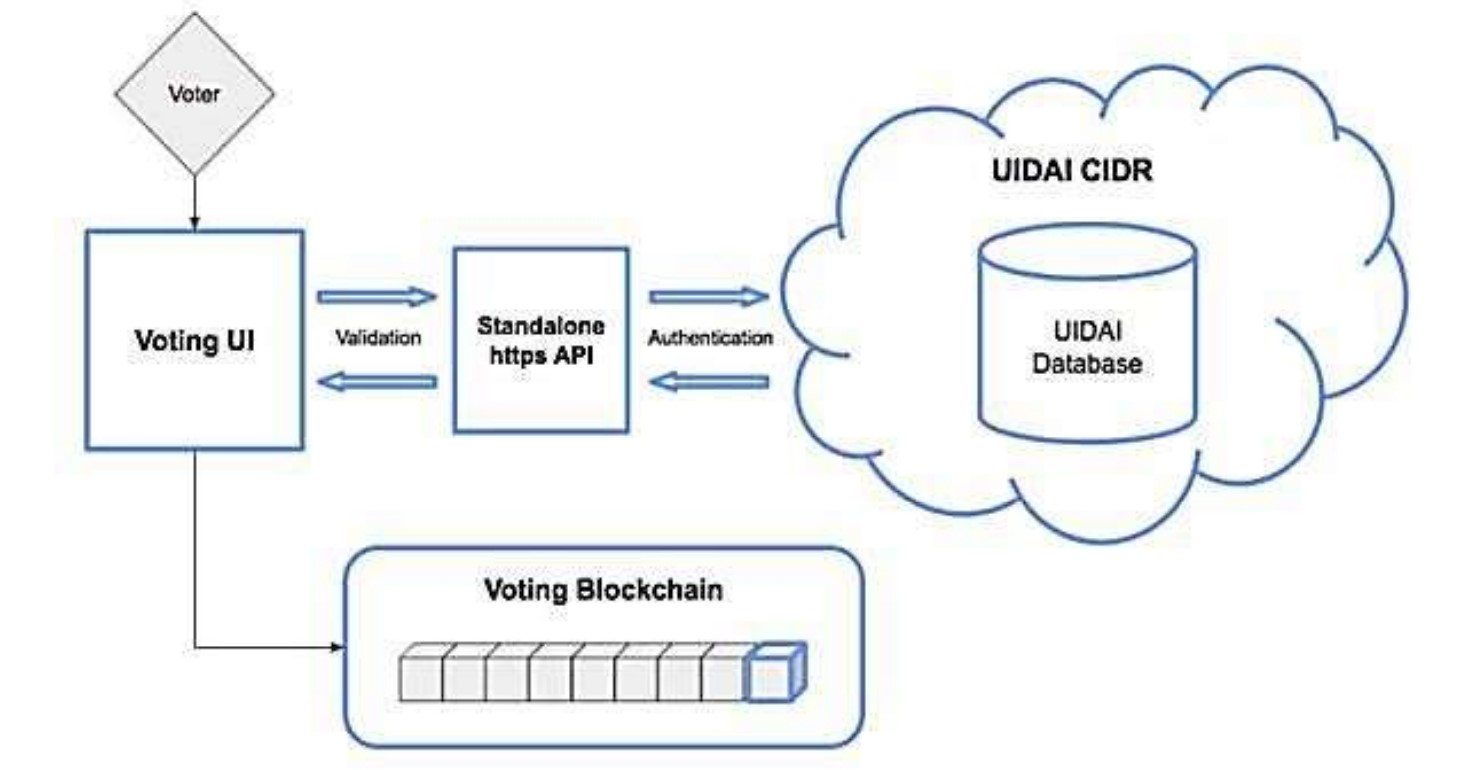 Voter
UIDAI CIDR
Voting UI
Validation
Standalone
https API
Authentication
UIDAI
Database
Voting Blockchain